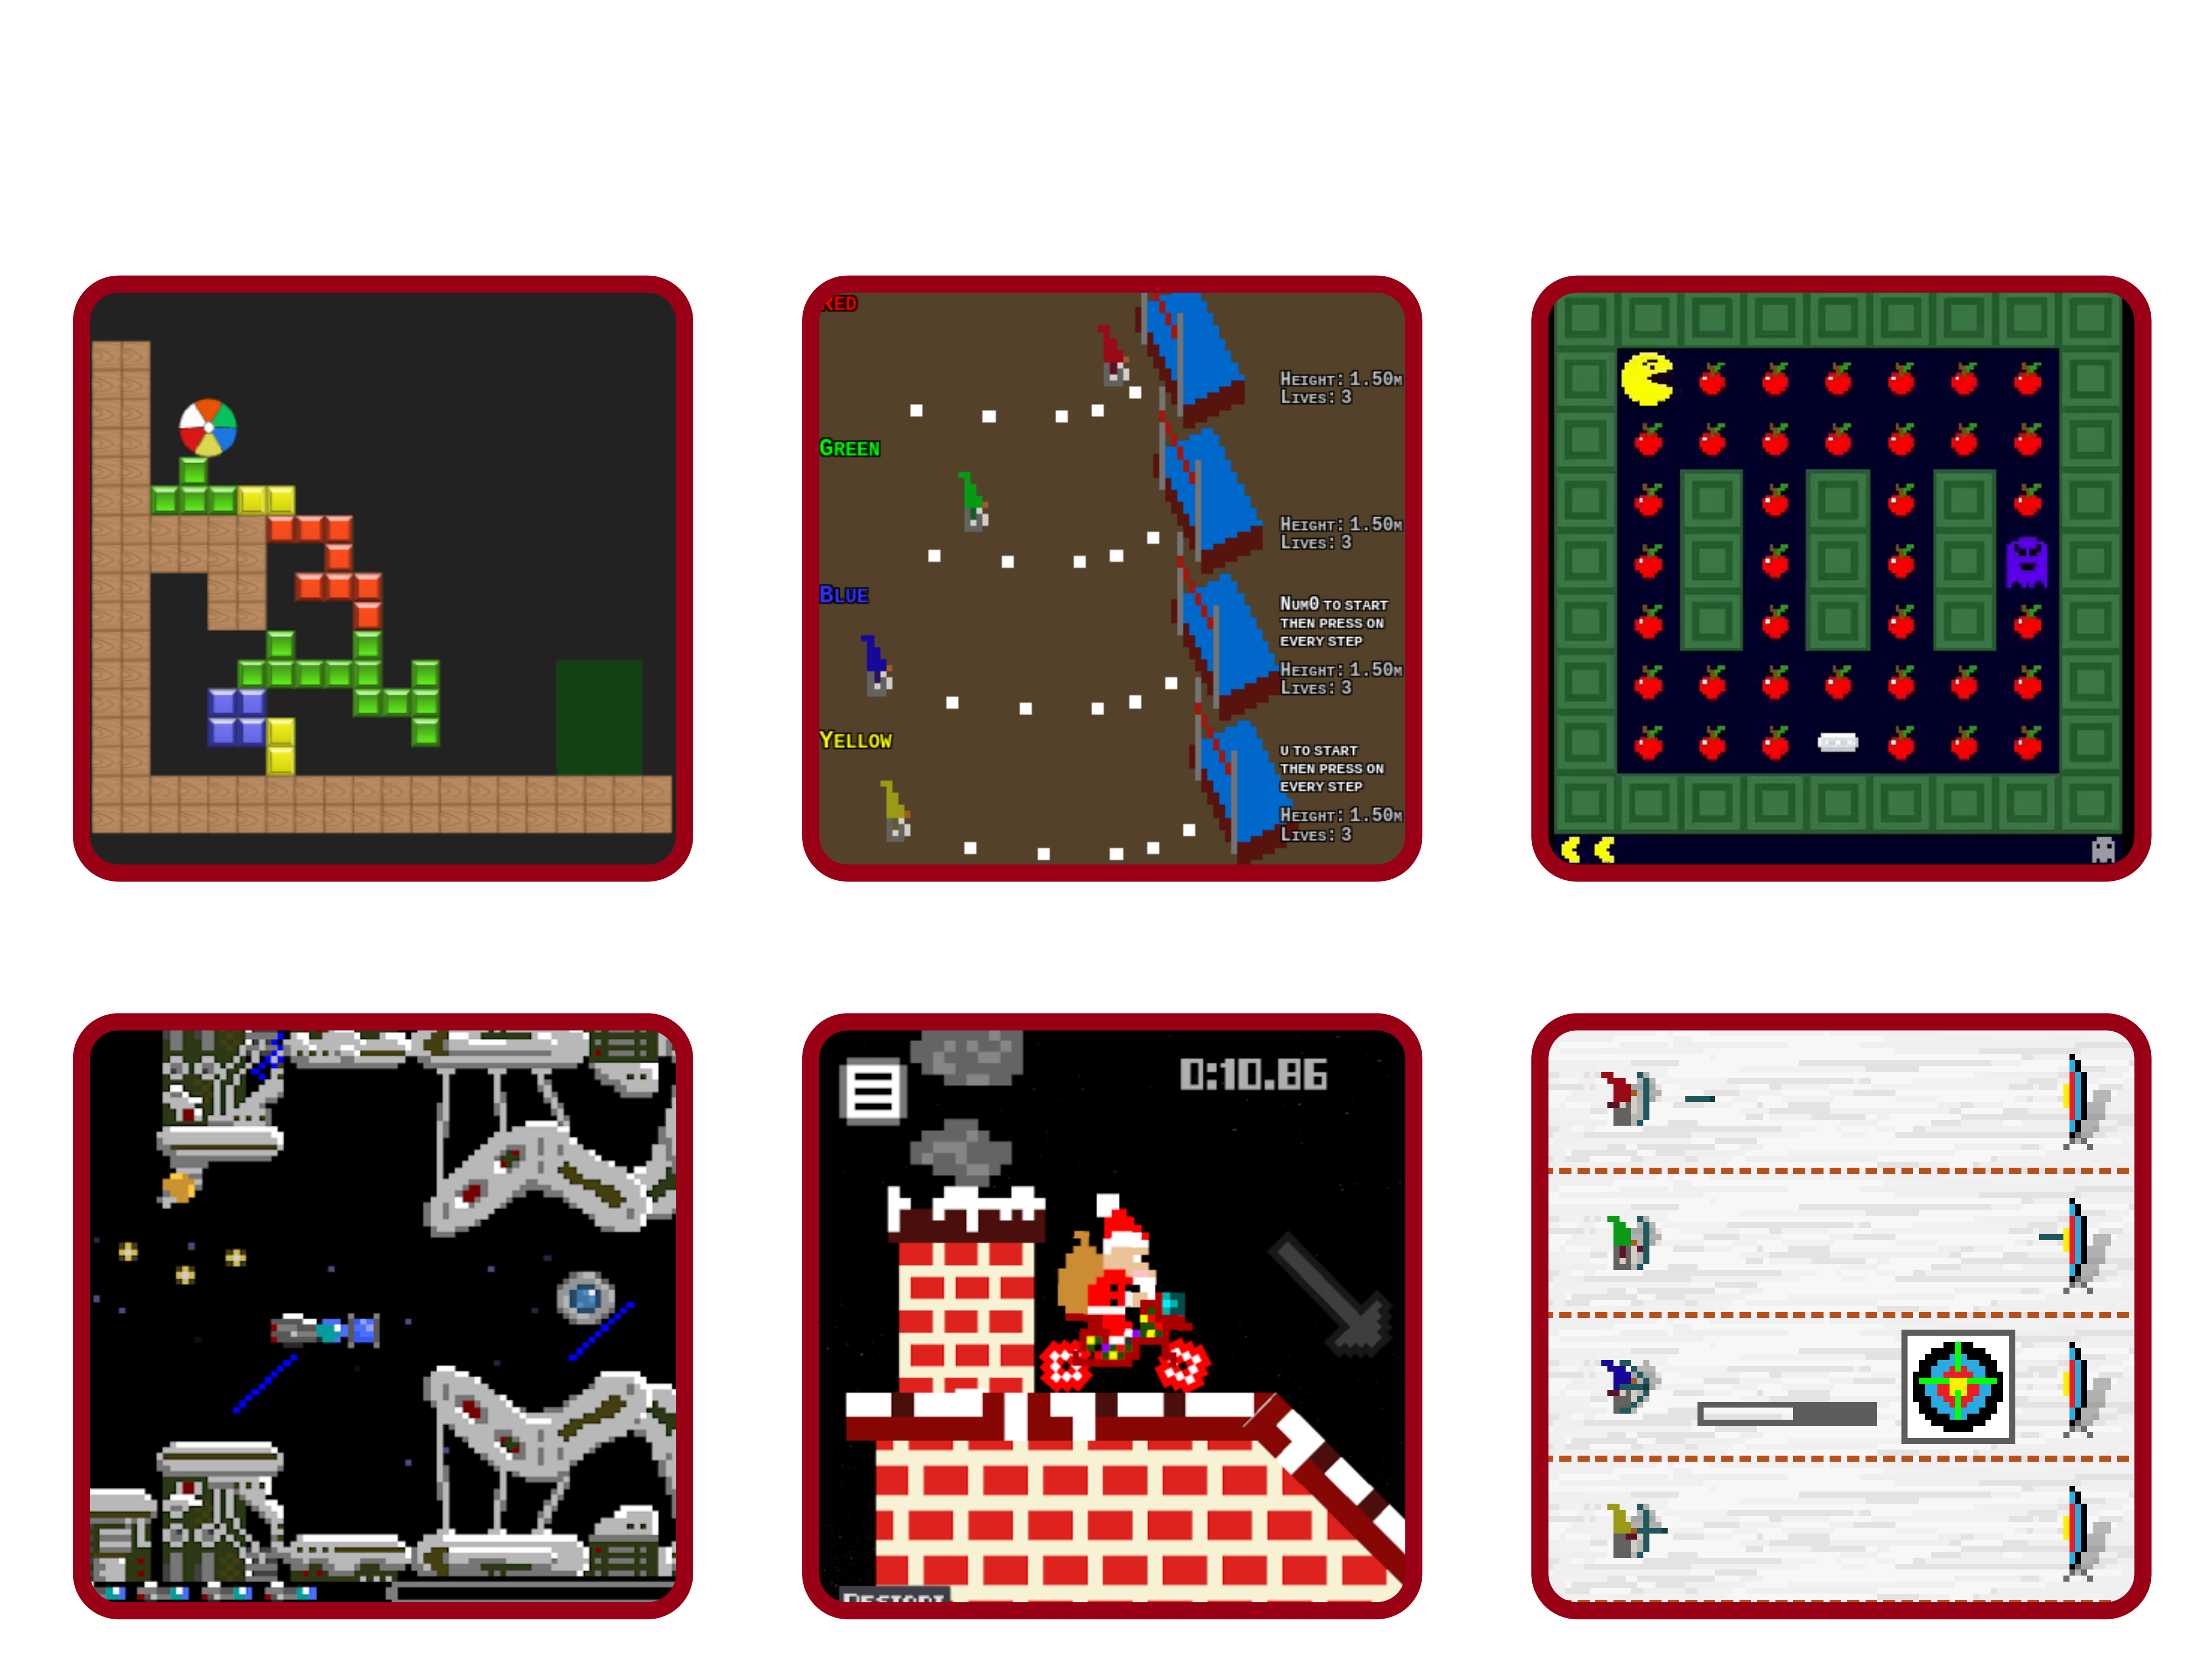 RED
HEIGHT: 1.50M
LIVES: 3
GREEN
HEIGHT: 1.50M
LIVES: 3
BLUE
NUM0 TO START
THEN PRESS ON
EVERY STEP
HEIGHT: 1.50M
LIVES: 3
YELLOW
U TO START
THEN PRESS ON
EVERY STEP
HEIGHT: 1.50M
LIVES: 3
0:10.86